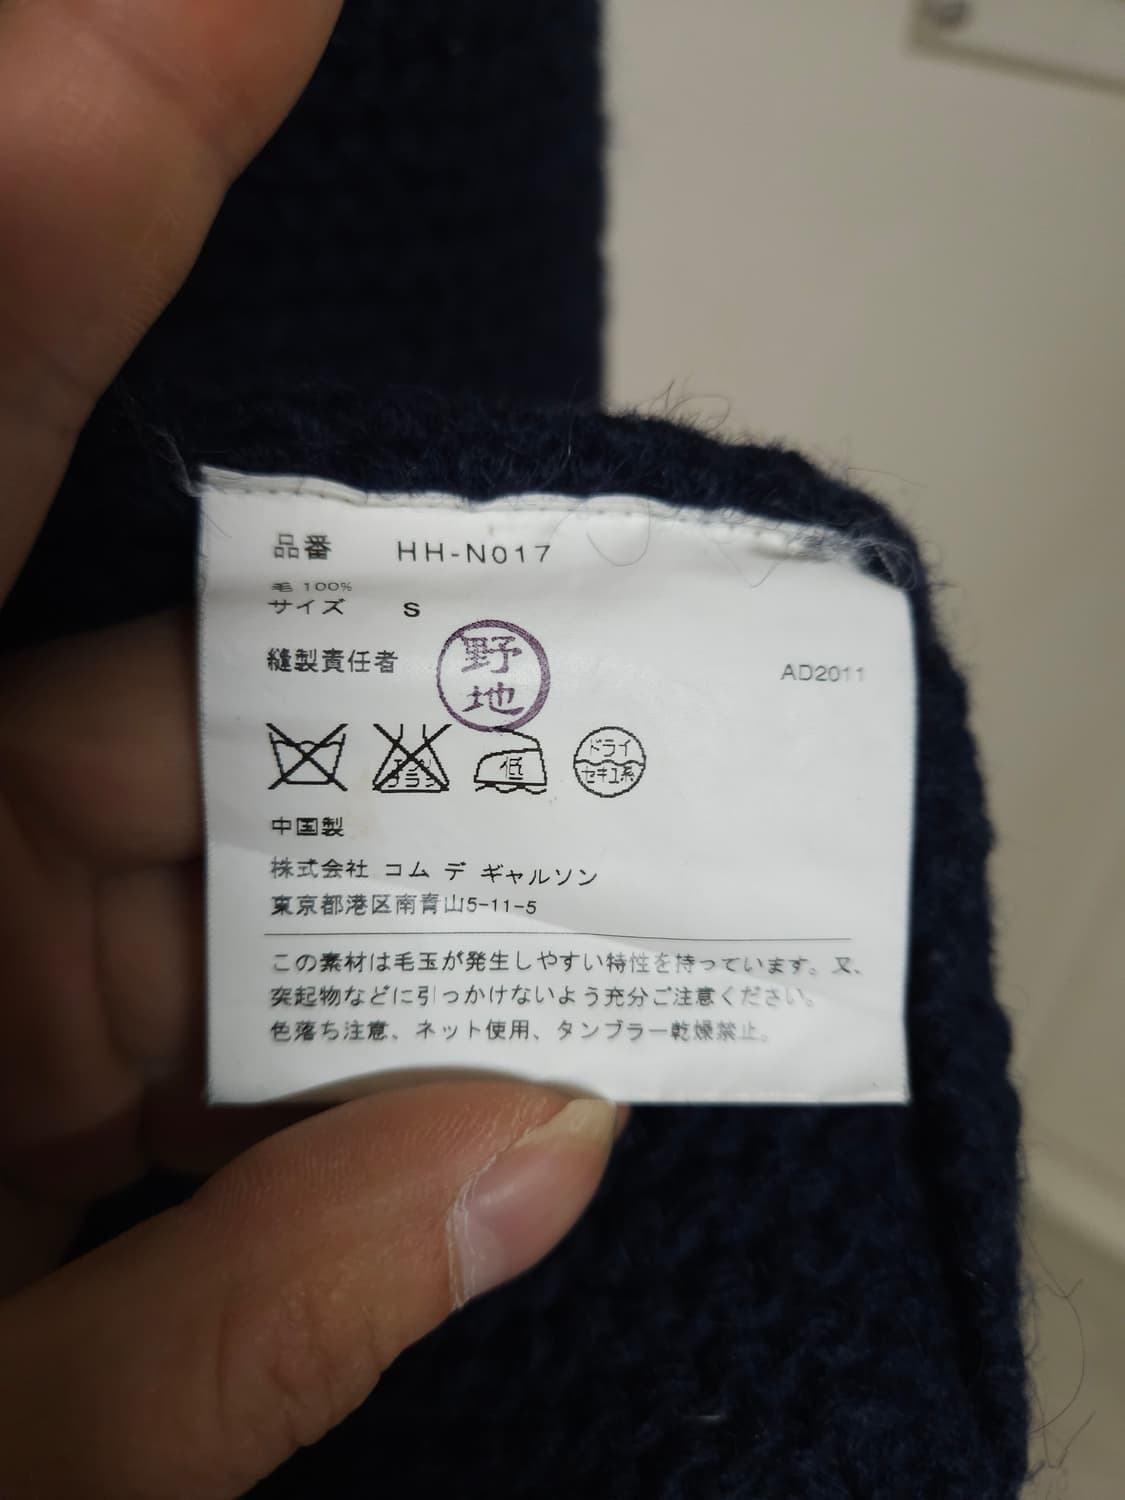 品番 HH-N017
毛 100%
サイズ S
縫製責任者 野地
AD2011
エンソ
フラシ
低
ドライ
セキユ系
中国製
株式会社 コム デ ギャルソン
東京都港区南青山5-11-5
この素材は毛玉が発生しやすい特性を持っています。又、
突起物などに引っかけないよう充分ご注意ください。
色落ち注意、ネット使用、タンブラー乾燥禁止。